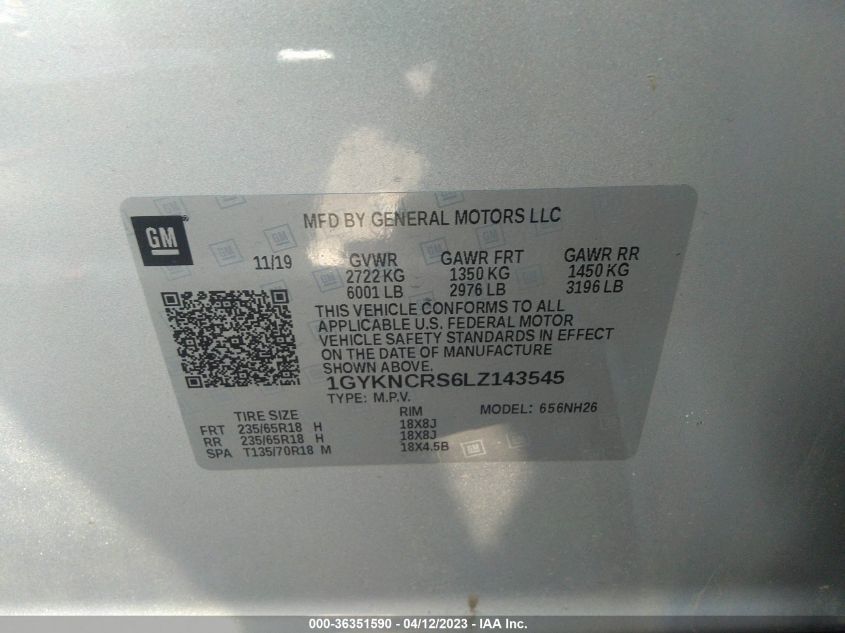 GM
MFD BY GENERAL MOTORS LLC
11/19 GVWR GAWR FRT GAWR RR
2722 KG 1350 KG 1450 KG
6001 LB 2976 LB 3196 LB
THIS VEHICLE CONFORMS TO ALL
APPLICABLE U.S. FEDERAL MOTOR
VEHICLE SAFETY STANDARDS IN EFFECT
ON THE DATE OF MANUFACTURE
SHOWN ABOVE.
1GYKNCRS6LZ143545
TYPE: M.P.V. MODEL: 656NH26
TIRE SIZE RIM
FRT 235/65R18 H 18X8J
RR 235/65R18 H 18X8J
SPA T135/70R18 M 18X4.5B
000-36351590 - 04/12/2023 - IAA Inc.